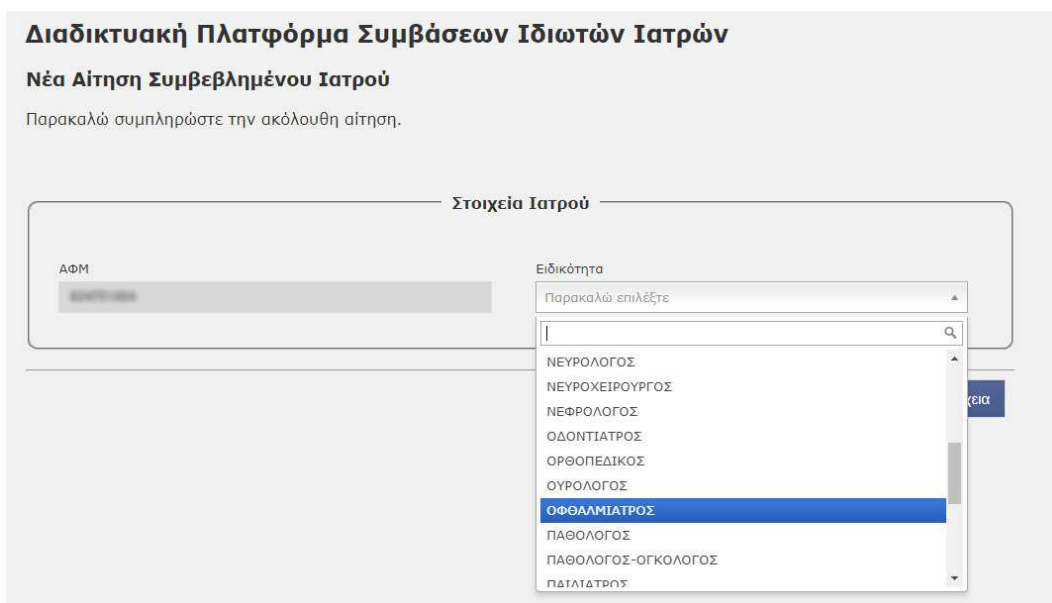 Διαδικτυακή Πλατφόρμα Συμβάσεων Ιδιωτών Ιατρών
Νέα Αίτηση Συμβεβλημένου Ιατρού
Παρακαλώ συμπληρώστε την ακόλουθη αίτηση.
Στοιχεία Ιατρού
ΑΦΜ
Ειδικότητα
Παρακαλώ επιλέξτε
ΝΕΥΡΟΛΟΓΟΣ
ΝΕΥΡΟΧΕΙΡΟΥΡΓΟΣ
ΝΕΦΡΟΛΟΓΟΣ
ΟΔΟΝΤΙΑΤΡΟΣ
ΟΡΘΟΠΕΔΙΚΟΣ
ΟΥΡΟΛΟΓΟΣ
ΟΦΘΑΛΜΙΑΤΡΟΣ
ΠΑΘΟΛΟΓΟΣ
ΠΑΘΟΛΟΓΟΣ-ΟΓΚΟΛΟΓΟΣ
ΠΑΙΔΙΑΤΡΟΣ